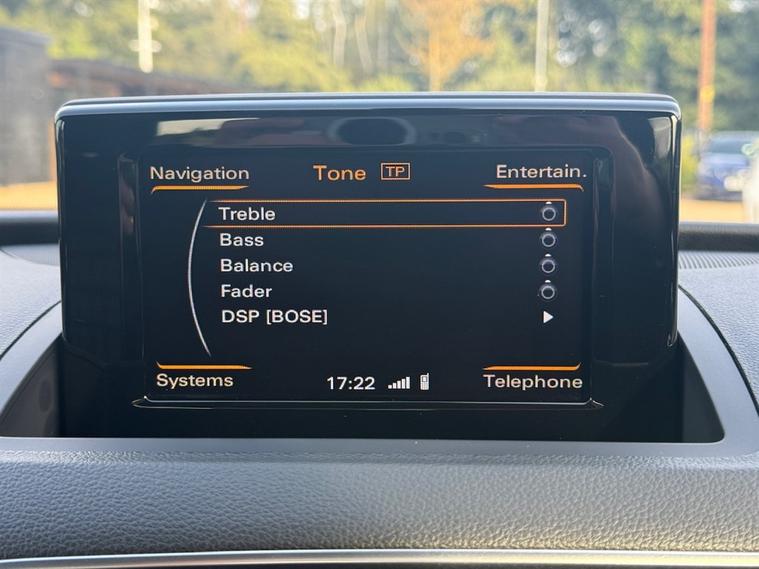 Navigation Tone TP Entertain.
Treble
Bass
Balance
Fader
DSP [BOSE]
Systems 17:22 Telephone